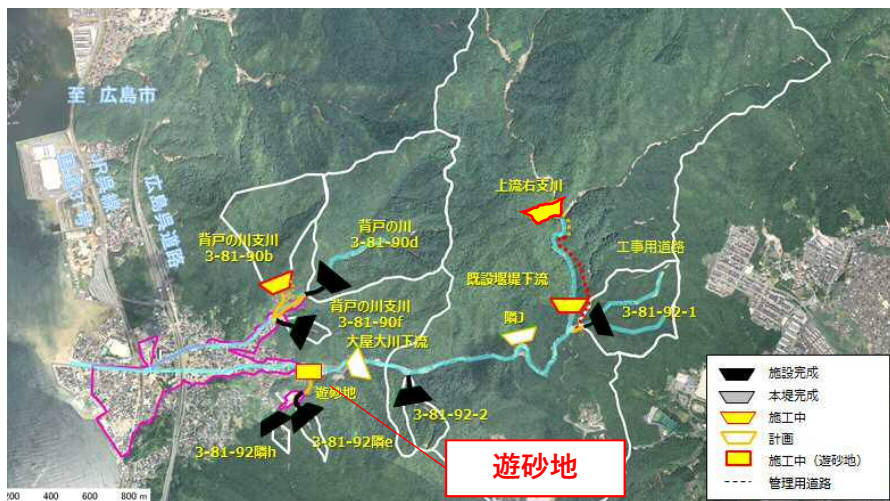 至 広島市
JR呉線
広島呉道路
上流右支川
背戸の川
3-81-90d
背戸の川支川
3-81-90b
工事用道路
既設堰堤下流
背戸の川支川
3-81-90f
隣J
3-81-92-1
大屋大川下流
遊砂地
3-81-92-2
3-81-92隣h
3-81-92隣e
遊砂地
施設完成
本堤完成
施工中
計画
施工中（遊砂地）
管理用道路
200 400 600 800 m